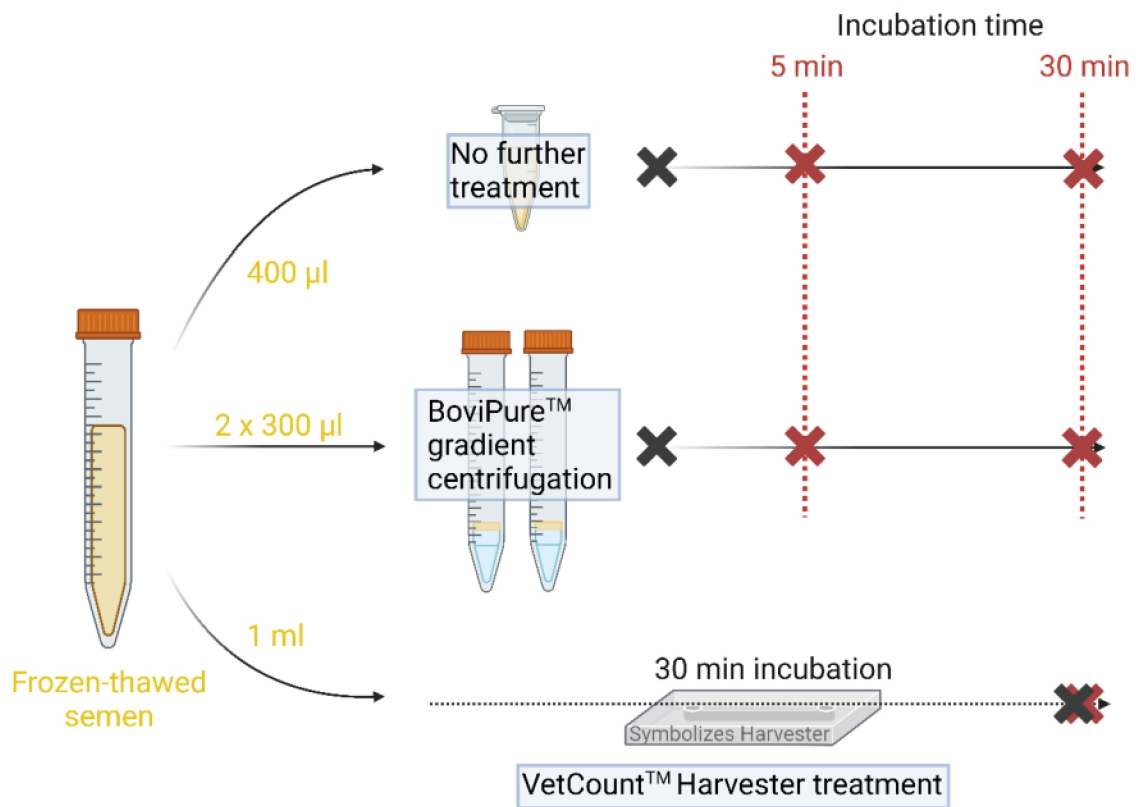 Incubation time
5 min
30 min
No further
treatment
400 µl
2 x 300 µl
BoviPure™
gradient
centrifugation
1 ml
Frozen-thawed
semen
30 min incubation
Symbolizes Harvester
VetCount™ Harvester treatment